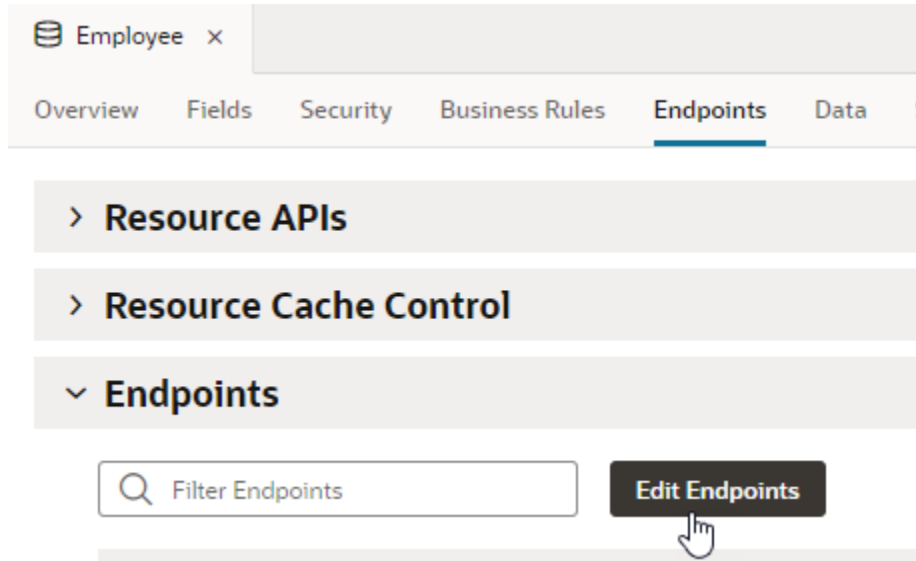 Employee ×
Overview Fields Security Business Rules Endpoints Data
Resource APIs
Resource Cache Control
Endpoints
Filter Endpoints Edit Endpoints